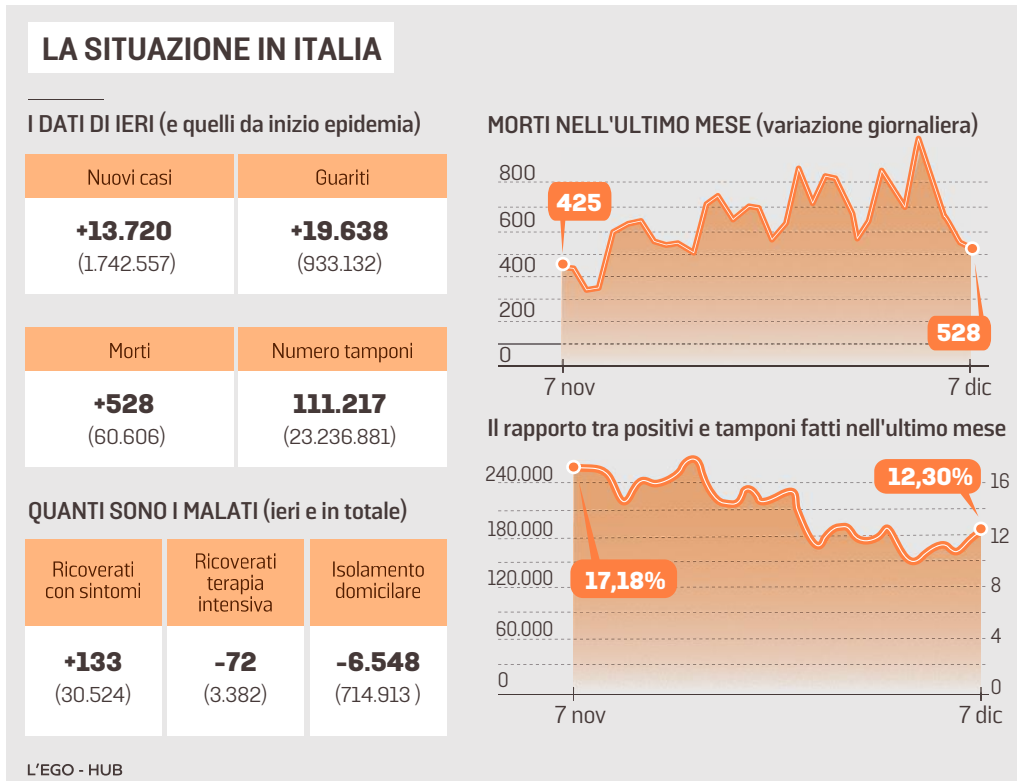 LA SITUAZIONE IN ITALIA
I DATI DI IERI (e quelli da inizio epidemia)
Nuovi casi
+13.720
(1.742.557)
Guariti
+19.638
(933.132)
Morti
+528
(60.606)
Numero tamponi
111.217
(23.236.881)
QUANTI SONO I MALATI (ieri e in totale)
Ricoverati
con sintomi
+133
(30.524)
Ricoverati
terapia
intensiva
-72
(3.382)
Isolamento
domicilare
-6.548
(714.913 )
L'EGO - HUB
MORTI NELL'ULTIMO MESE (variazione giornaliera)
800
600
400
200
0
425
528
7 nov
7 dic
Il rapporto tra positivi e tamponi fatti nell'ultimo mese
240.000
180.000
120.000
60.000
0
17,18%
12,30%
16
12
8
4
0
7 nov
7 dic